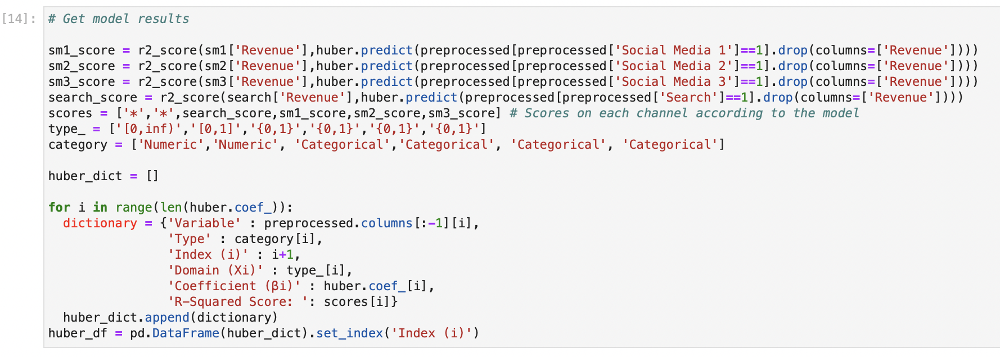 [14]: # Get model results

sm1_score = r2_score(sm1['Revenue'],huber.predict(preprocessed[preprocessed['Social Media 1']==1].drop(columns=['Revenue'])))
sm2_score = r2_score(sm2['Revenue'],huber.predict(preprocessed[preprocessed['Social Media 2']==1].drop(columns=['Revenue'])))
sm3_score = r2_score(sm3['Revenue'],huber.predict(preprocessed[preprocessed['Social Media 3']==1].drop(columns=['Revenue'])))
search_score = r2_score(search['Revenue'],huber.predict(preprocessed[preprocessed['Search']==1].drop(columns=['Revenue'])))
scores = ['*','*',search_score,sm1_score,sm2_score,sm3_score] # Scores on each channel according to the model
type_ = ['[0,inf)','[0,1]','{0,1}','{0,1}','{0,1}','{0,1}']
category = ['Numeric','Numeric', 'Categorical','Categorical', 'Categorical', 'Categorical']

huber_dict = []

for i in range(len(huber.coef_)):
  dictionary = {'Variable' : preprocessed.columns[:-1][i],
                'Type' : category[i],
                'Index (i)' : i+1,
                'Domain (Xi)' : type_[i],
                'Coefficient (βi)' : huber.coef_[i],
                'R-Squared Score: ': scores[i]}
  huber_dict.append(dictionary)
huber_df = pd.DataFrame(huber_dict).set_index('Index (i)')